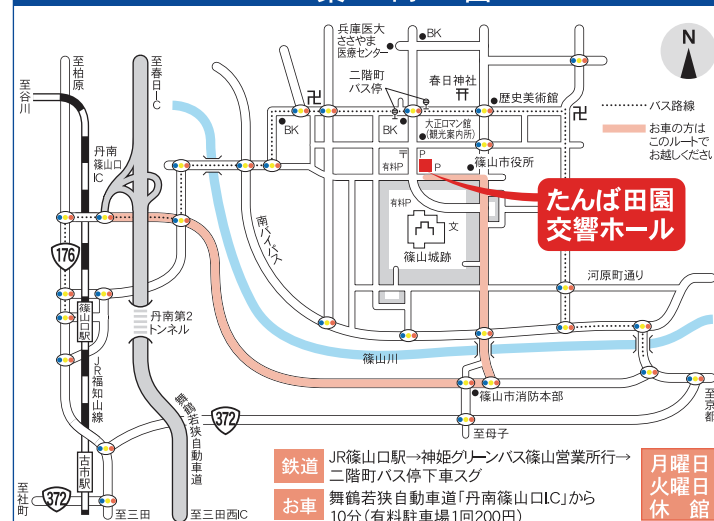 兵庫医大
ささやま
医療センター
BK
N
至柏原
至春日IC
二階町
バス停
春日神社
至谷川
卍
歴史美術館
卍
バス路線
BK
BK
大正ロマン館
(観光案内所)
お車の方は
このルートで
お越しください
丹南
篠山口
IC
〒
P
P
有料P
篠山市役所
たんば田園
交響ホール
南バイパス
有料P
文
篠山城跡
176
河原町通り
篠山口駅
丹南第2
トンネル
篠山川
JR福知山線
舞鶴若狭自動車道
372
篠山市消防本部
至京都
至母子
古市駅
至社町
372
至三田
至三田西IC
鉄道
JR篠山口駅→神姫グリーンバス篠山営業所行→
二階町バス停下車スグ
お車
舞鶴若狭自動車道「丹南篠山口I.C」から
10分(有料駐車場1回200円)
月曜日
火曜日
休館